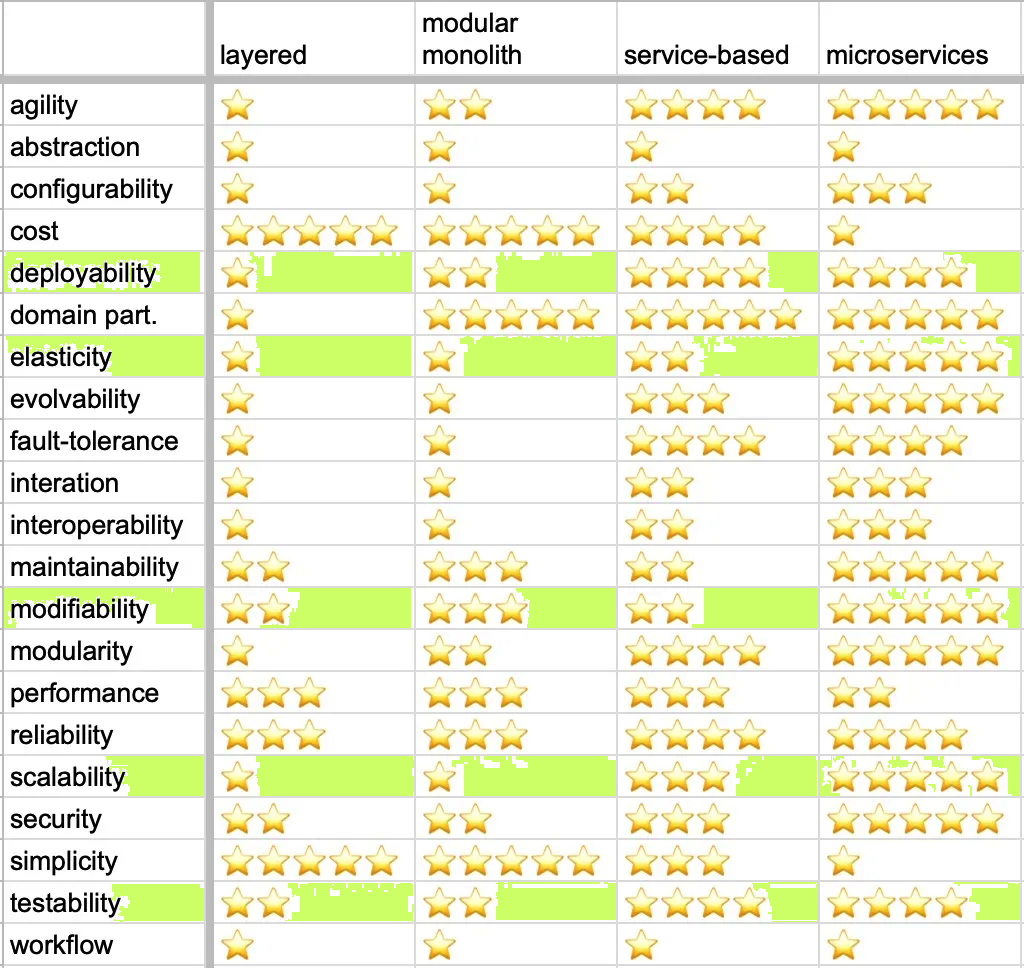 layered
modular
monolith
service-based
microservices
agility
abstraction
configurability
cost
deployability
domain part.
elasticity
evolvability
fault-tolerance
interation
interoperability
maintainability
modifiability
modularity
performance
reliability
scalability
security
simplicity
testability
workflow